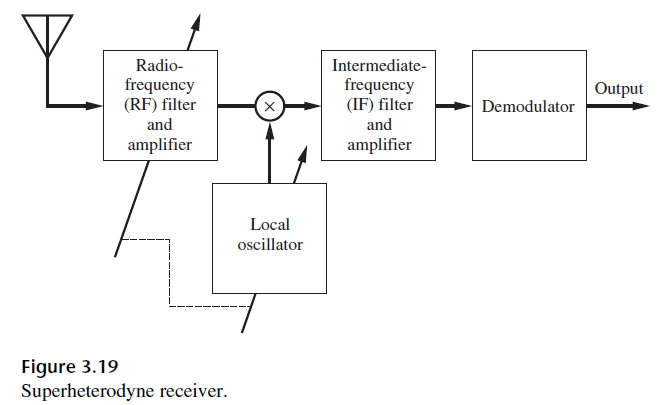 Radio-
frequency
(RF) filter
and
amplifier
×
Intermediate-
frequency
(IF) filter
and
amplifier
Demodulator
Output
Local
oscillator
Figure 3.19
Superheterodyne receiver.